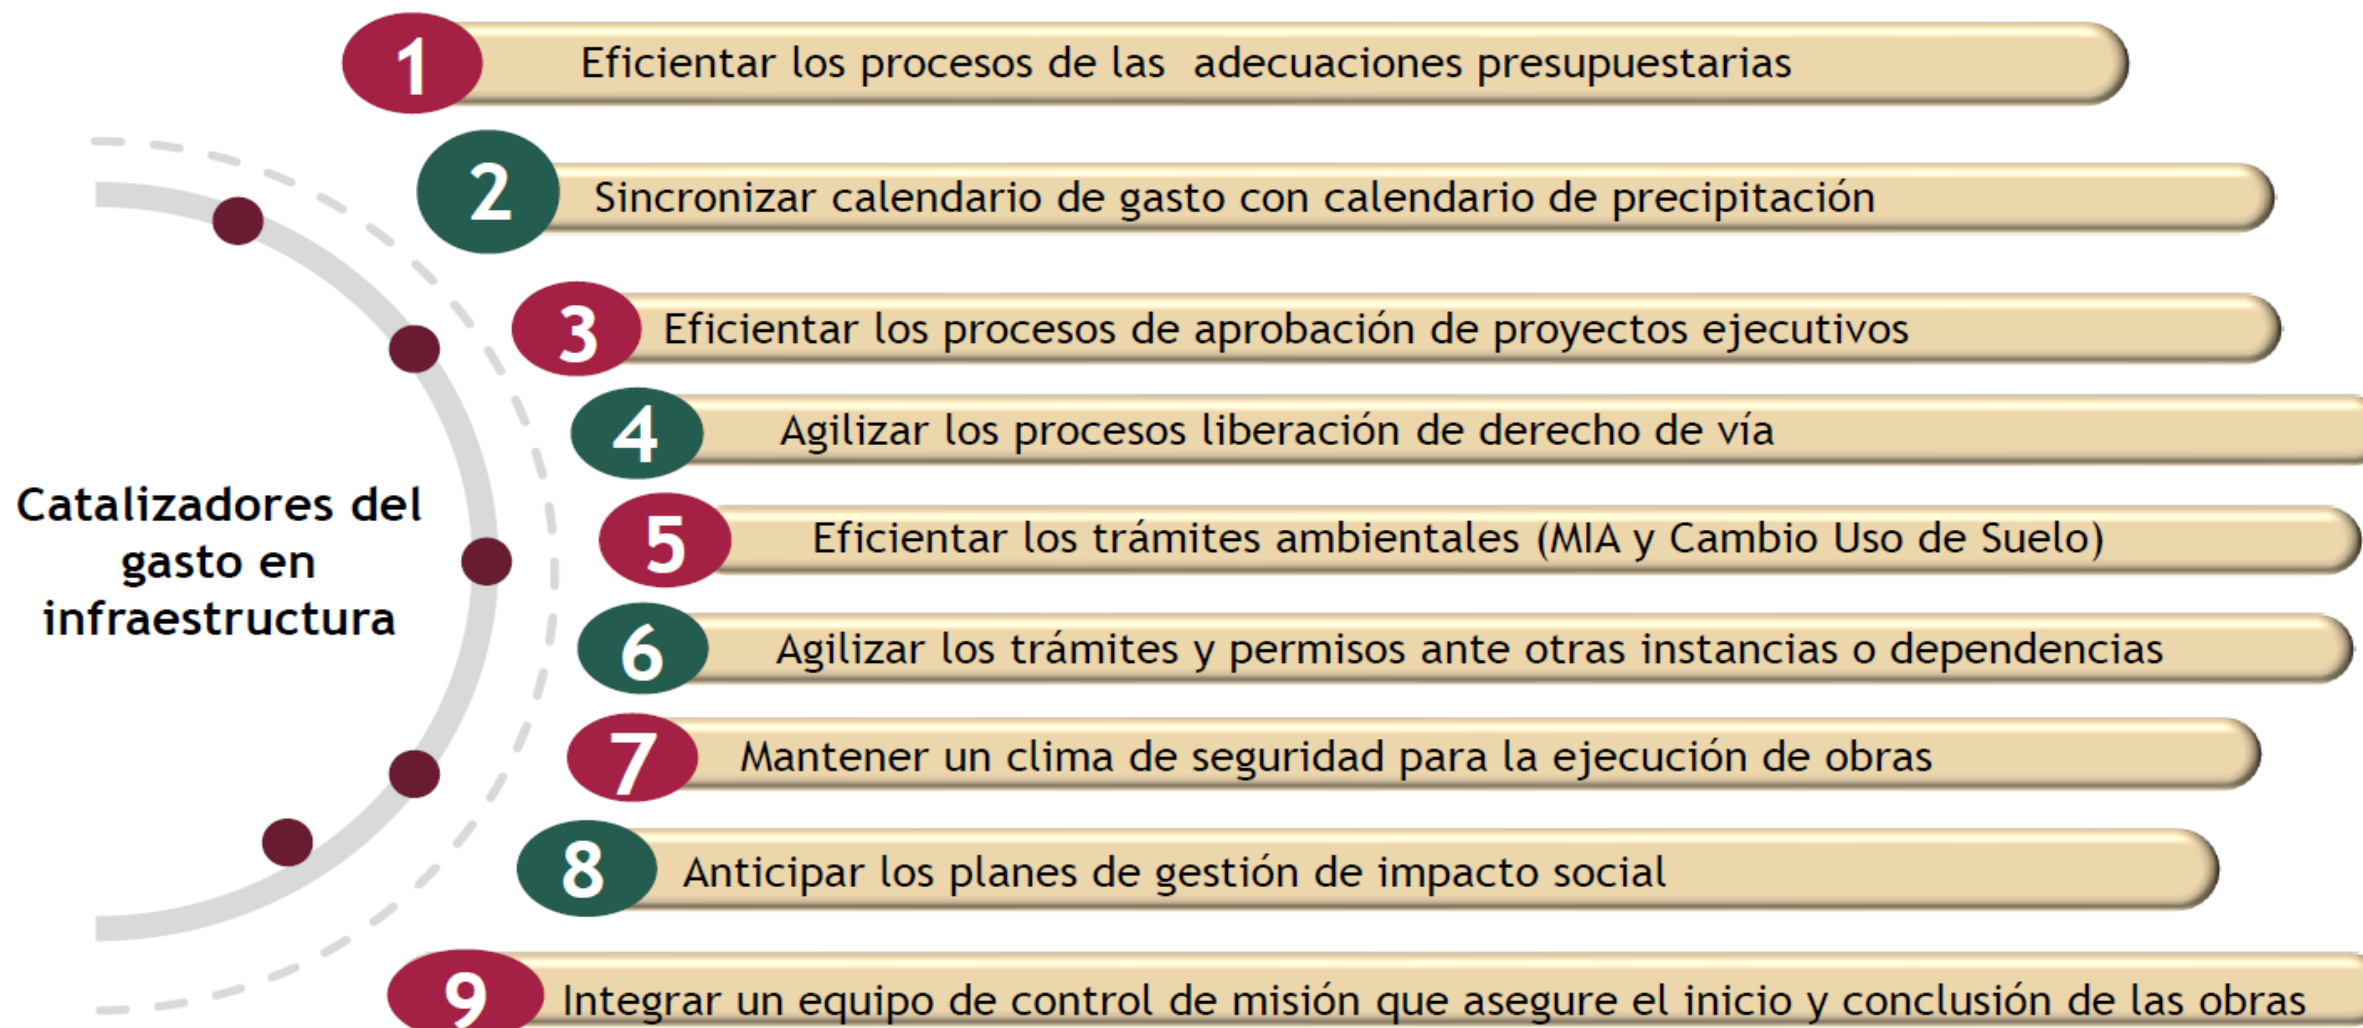 1
Eficientar los procesos de las adecuaciones presupuestarias
2
Sincronizar calendario de gasto con calendario de precipitación
3
Eficientar los procesos de aprobación de proyectos ejecutivos
4
Agilizar los procesos liberación de derecho de vía
Catalizadores del
gasto en
infraestructura
5
Eficientar los trámites ambientales (MIA y Cambio Uso de Suelo)
6
Agilizar los trámites y permisos ante otras instancias o dependencias
7
Mantener un clima de seguridad para la ejecución de obras
8
Anticipar los planes de gestión de impacto social
9
Integrar un equipo de control de misión que asegure el inicio y conclusión de las obras